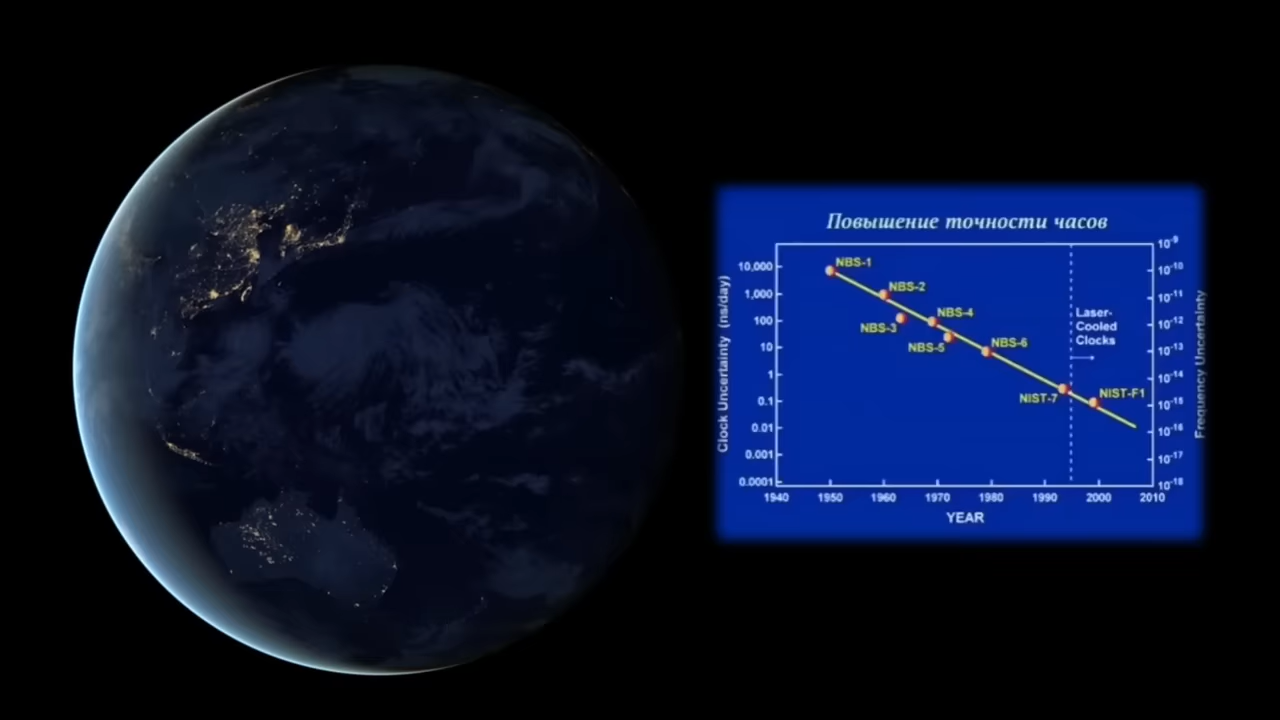 Повышение точности часов
Clock Uncertainty (ns/day)
10,000
1,000
100
10
1
0.1
0.01
0.001
0.0001
NBS-1
NBS-2
NBS-3
NBS-4
NBS-5
NBS-6
NIST-7
NIST-F1
Laser-
Cooled
Clocks
10⁻⁹
10⁻¹⁰
10⁻¹¹
10⁻¹²
10⁻¹³
10⁻¹⁴
10⁻¹⁵
10⁻¹⁶
10⁻¹⁷
10⁻¹⁸
Frequency Uncertainty
1940 1950 1960 1970 1980 1990 2000 2010
YEAR